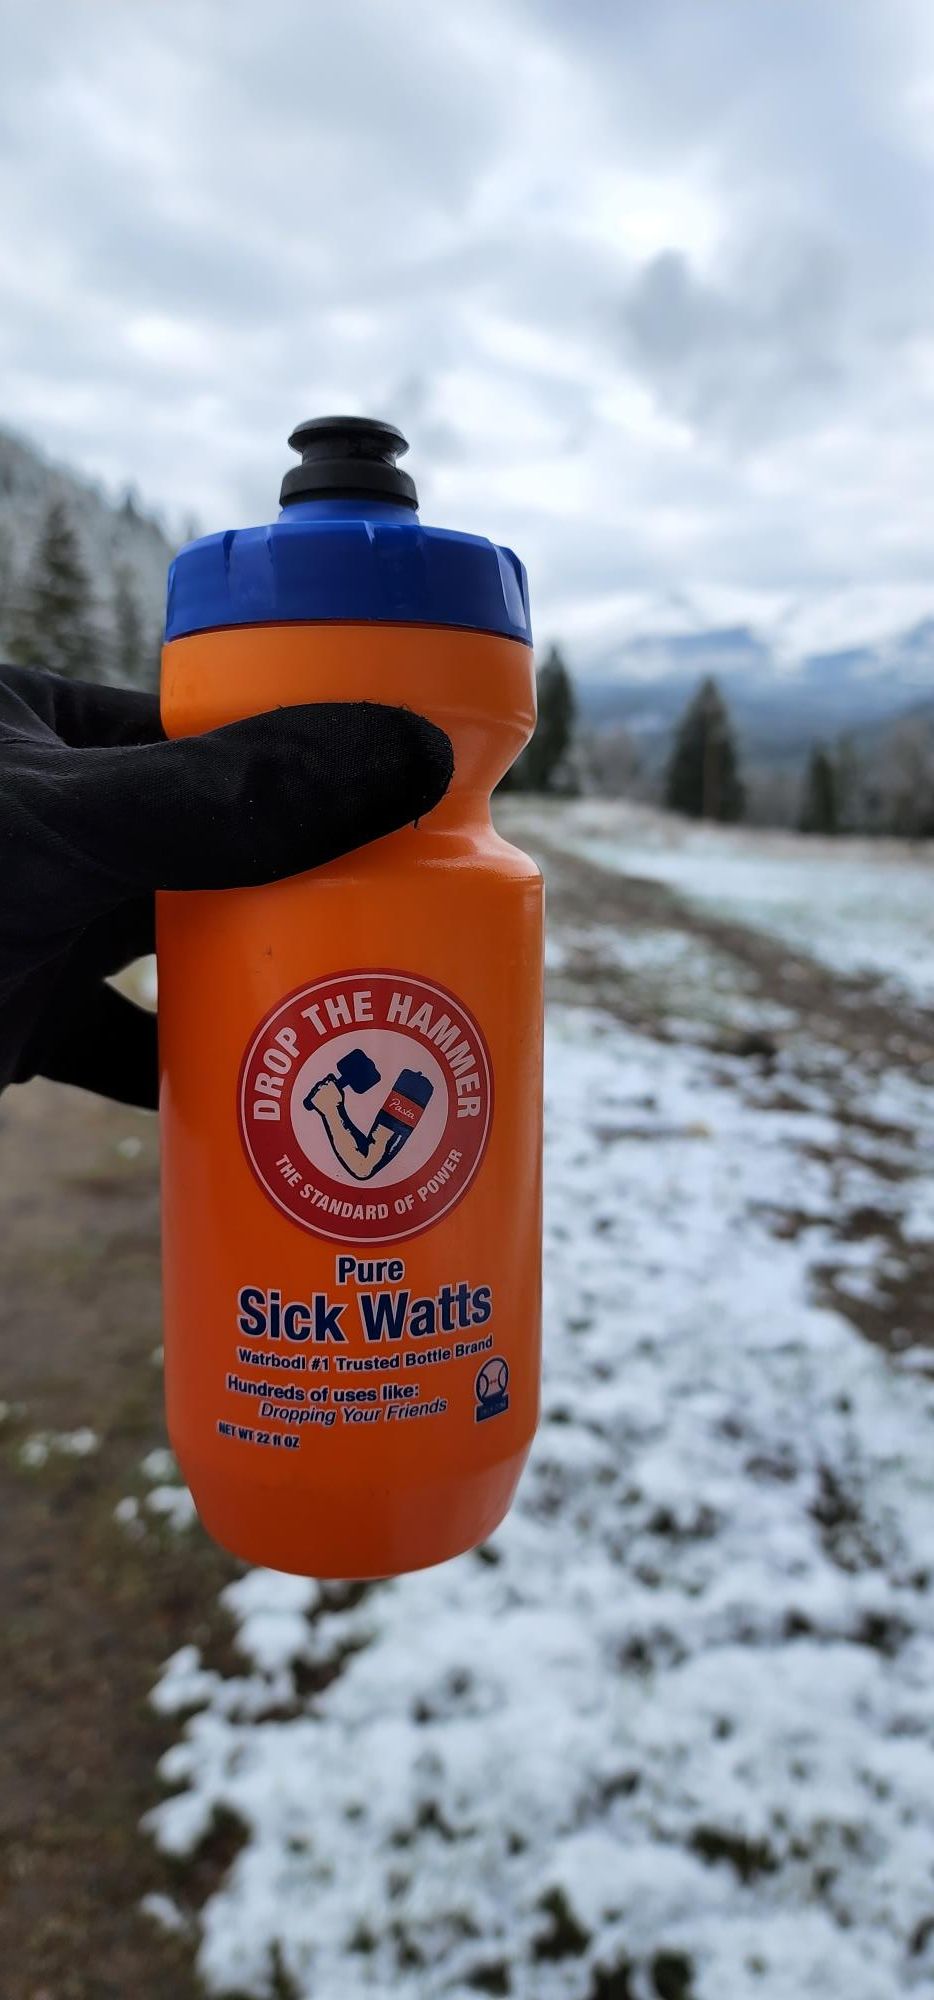 DROP THE HAMMER
Pasta
THE STANDARD OF POWER
Pure
Sick Watts
Watrbodl #1 Trusted Bottle Brand
Hundreds of uses like:
Dropping Your Friends
NET WT 22 fl OZ